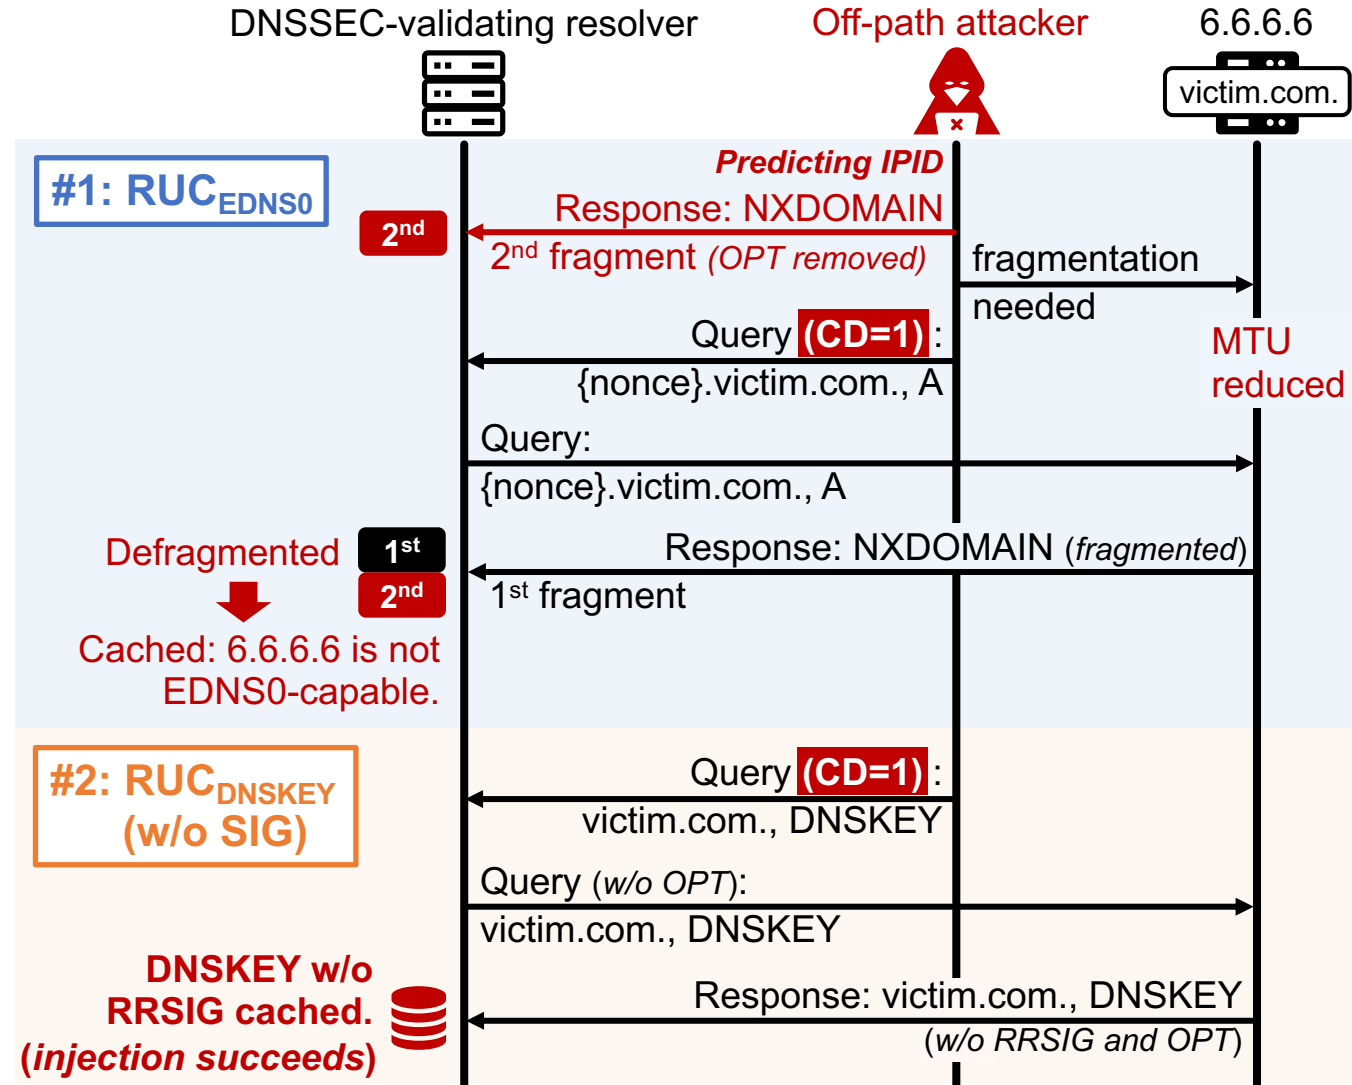 DNSSEC-validating resolver
Off-path attacker
6.6.6.6
victim.com.
#1: RUC_EDNS0
Predicting IPID
Response: NXDOMAIN
2nd
2nd fragment (OPT removed)
fragmentation
needed
Query (CD=1) :
{nonce}.victim.com., A
MTU
reduced
Query:
{nonce}.victim.com., A
Defragmented
1st
2nd
Response: NXDOMAIN (fragmented)
1st fragment
Cached: 6.6.6.6 is not
EDNS0-capable.
#2: RUC_DNSKEY
(w/o SIG)
Query (CD=1) :
victim.com., DNSKEY
Query (w/o OPT):
victim.com., DNSKEY
DNSKEY w/o
RRSIG cached.
(injection succeeds)
Response: victim.com., DNSKEY
(w/o RRSIG and OPT)